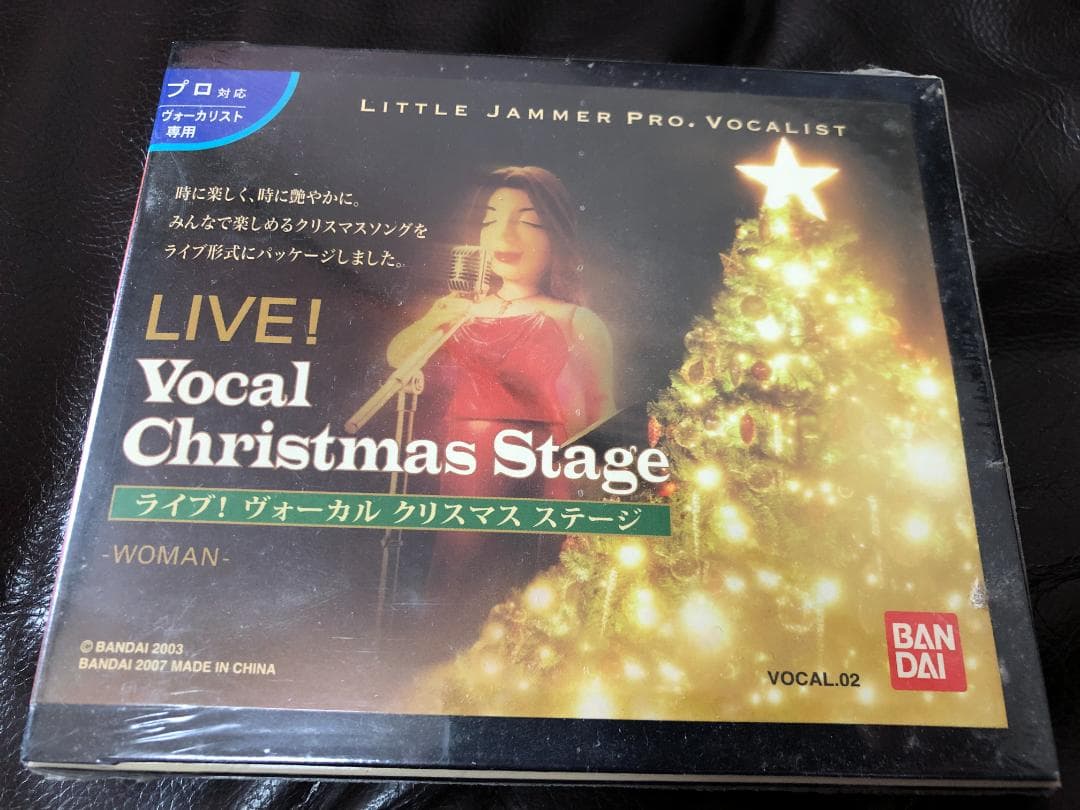 プロ対応
ヴォーカリスト
専用
LITTLE JAMMER PRO. VOCALIST
時に楽しく、時に艶やかに。
みんなで楽しめるクリスマスソングを
ライブ形式にパッケージしました。
LIVE!
Vocal
Christmas Stage
ライブ! ヴォーカル クリスマス ステージ
-WOMAN-
© BANDAI 2003
BANDAI 2007 MADE IN CHINA
VOCAL.02
BAN
DAI